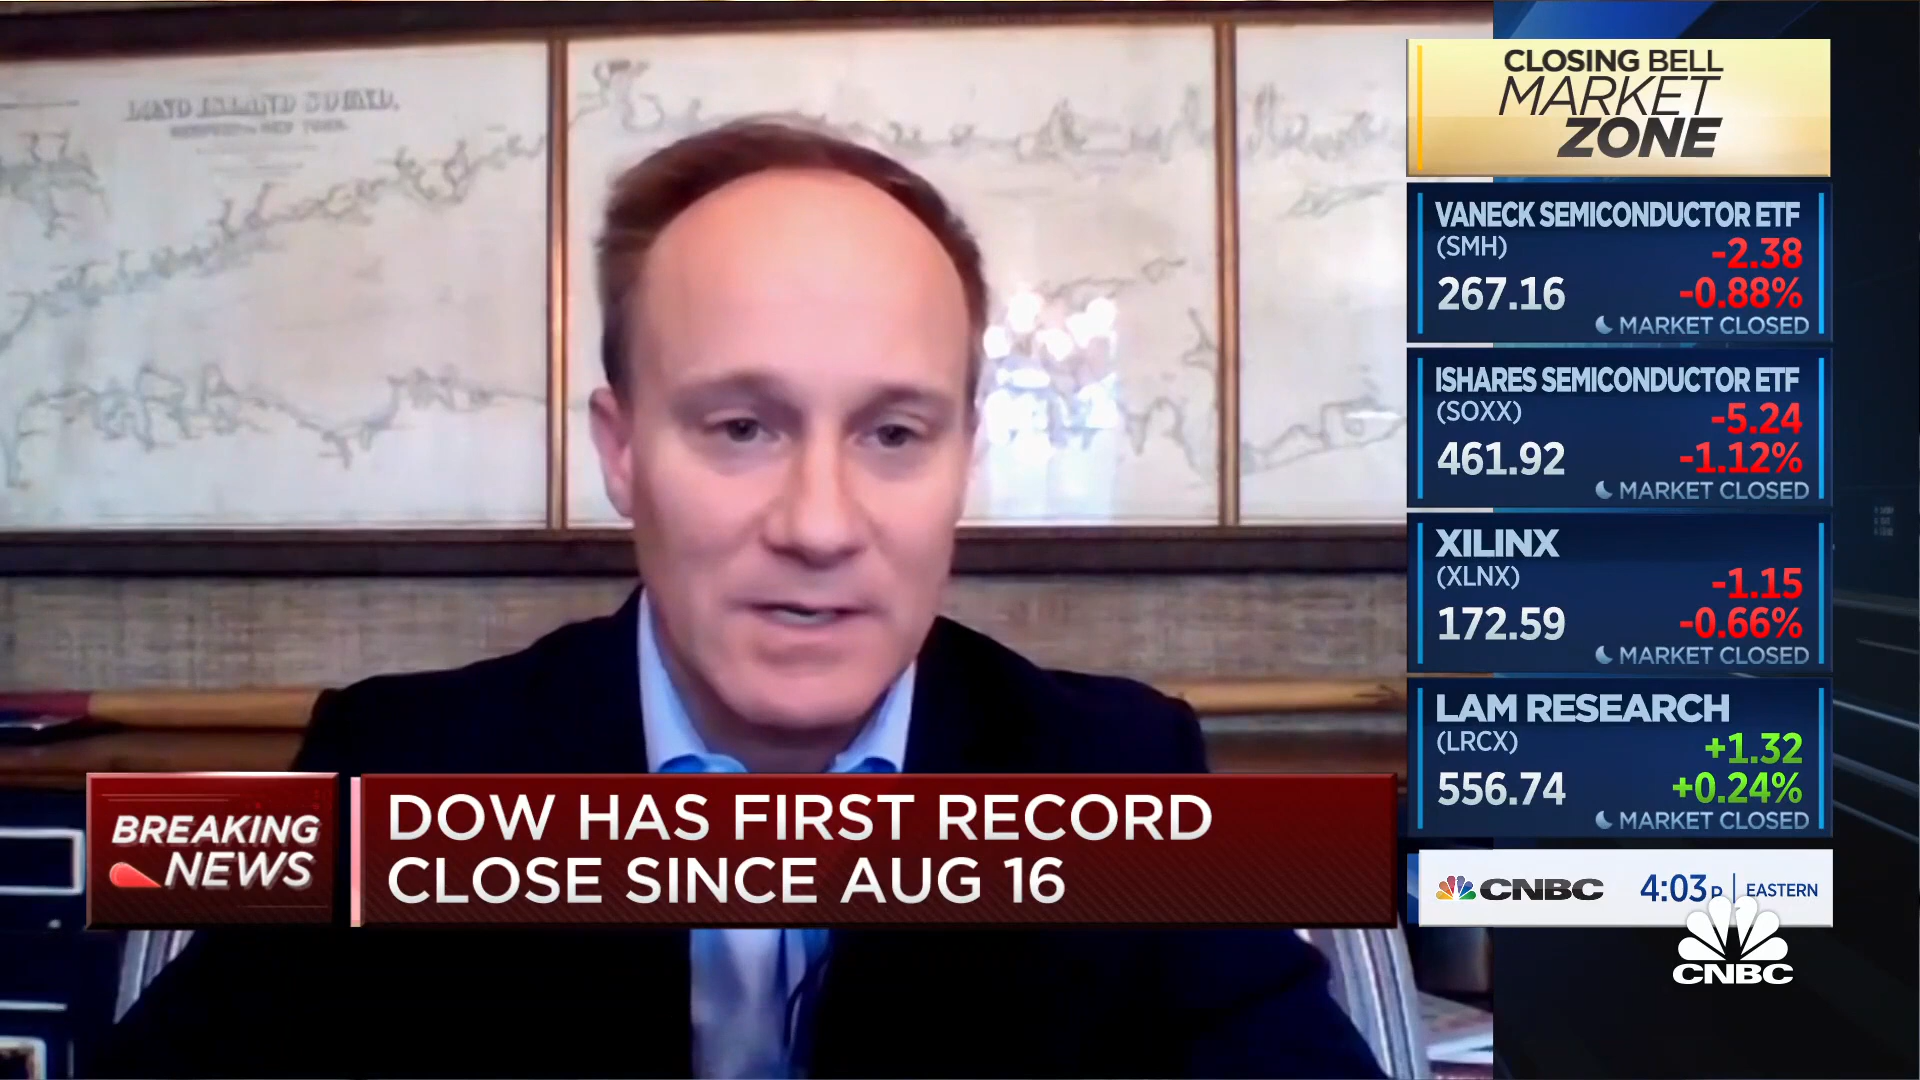 LONG ISLAND SOUND.
CLOSING BELL
MARKET
ZONE
VANECK SEMICONDUCTOR ETF
(SMH)
-2.38
267.16
-0.88%
MARKET CLOSED
ISHARES SEMICONDUCTOR ETF
(SOXX)
-5.24
461.92
-1.12%
MARKET CLOSED
XILINX
(XLNX)
-1.15
172.59
-0.66%
MARKET CLOSED
LAM RESEARCH
(LRCX)
+1.32
556.74
+0.24%
MARKET CLOSED
BREAKING
NEWS
DOW HAS FIRST RECORD
CLOSE SINCE AUG 16
CNBC 4:03P EASTERN
CNBC